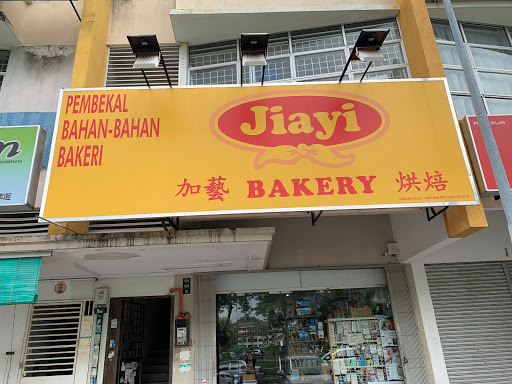 PEMBEKAL
BAHAN-BAHAN
BAKERI
Jiayi
加藝 BAKERY 烘焙